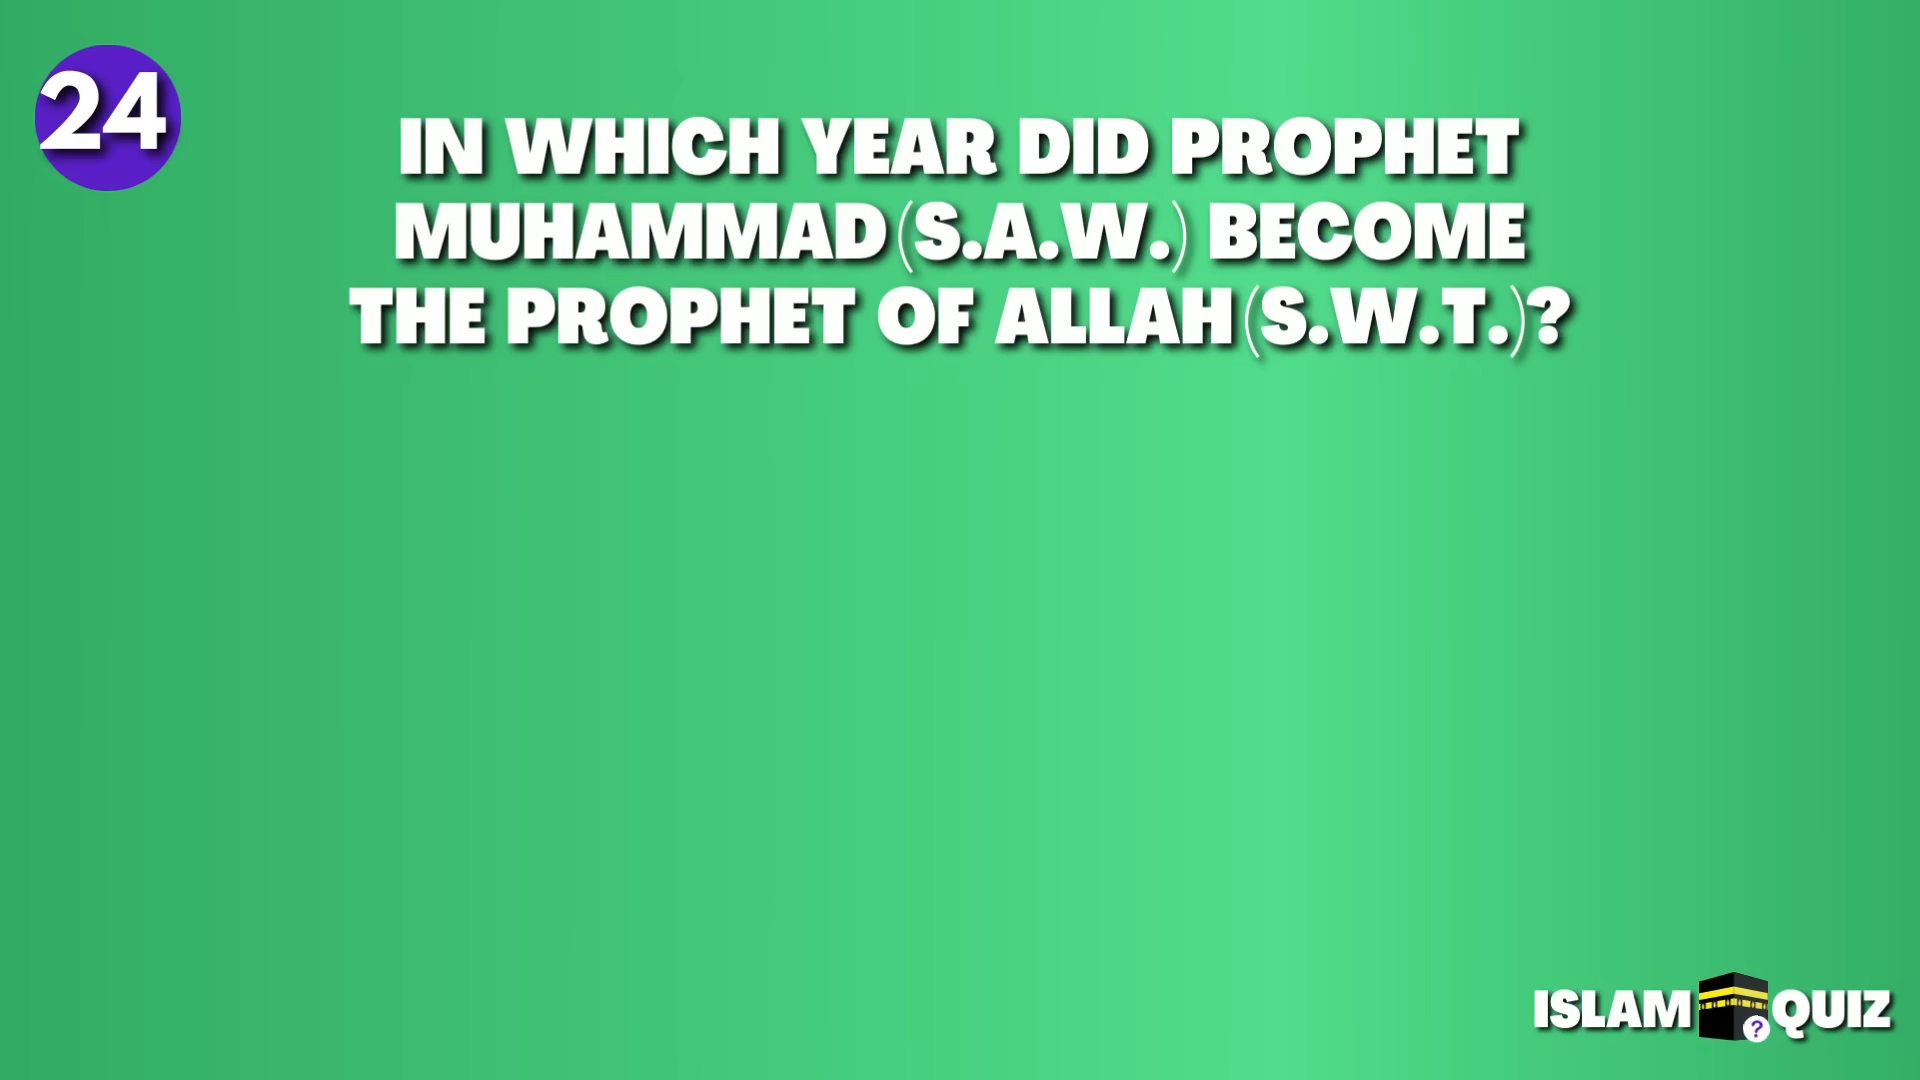 24
IN WHICH YEAR DID PROPHET
MUHAMMAD (S.A.W.) BECOME
THE PROPHET OF ALLAH (S.W.T.)?
ISLAM ? QUIZ